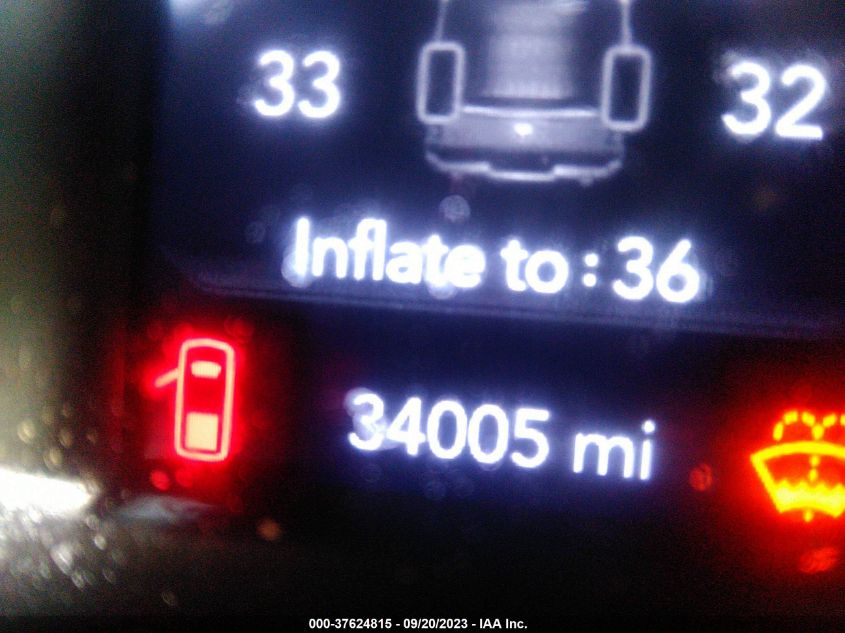 33 32
Inflate to: 36
34005 mi
000-37624815 - 09/20/2023 - IAA Inc.